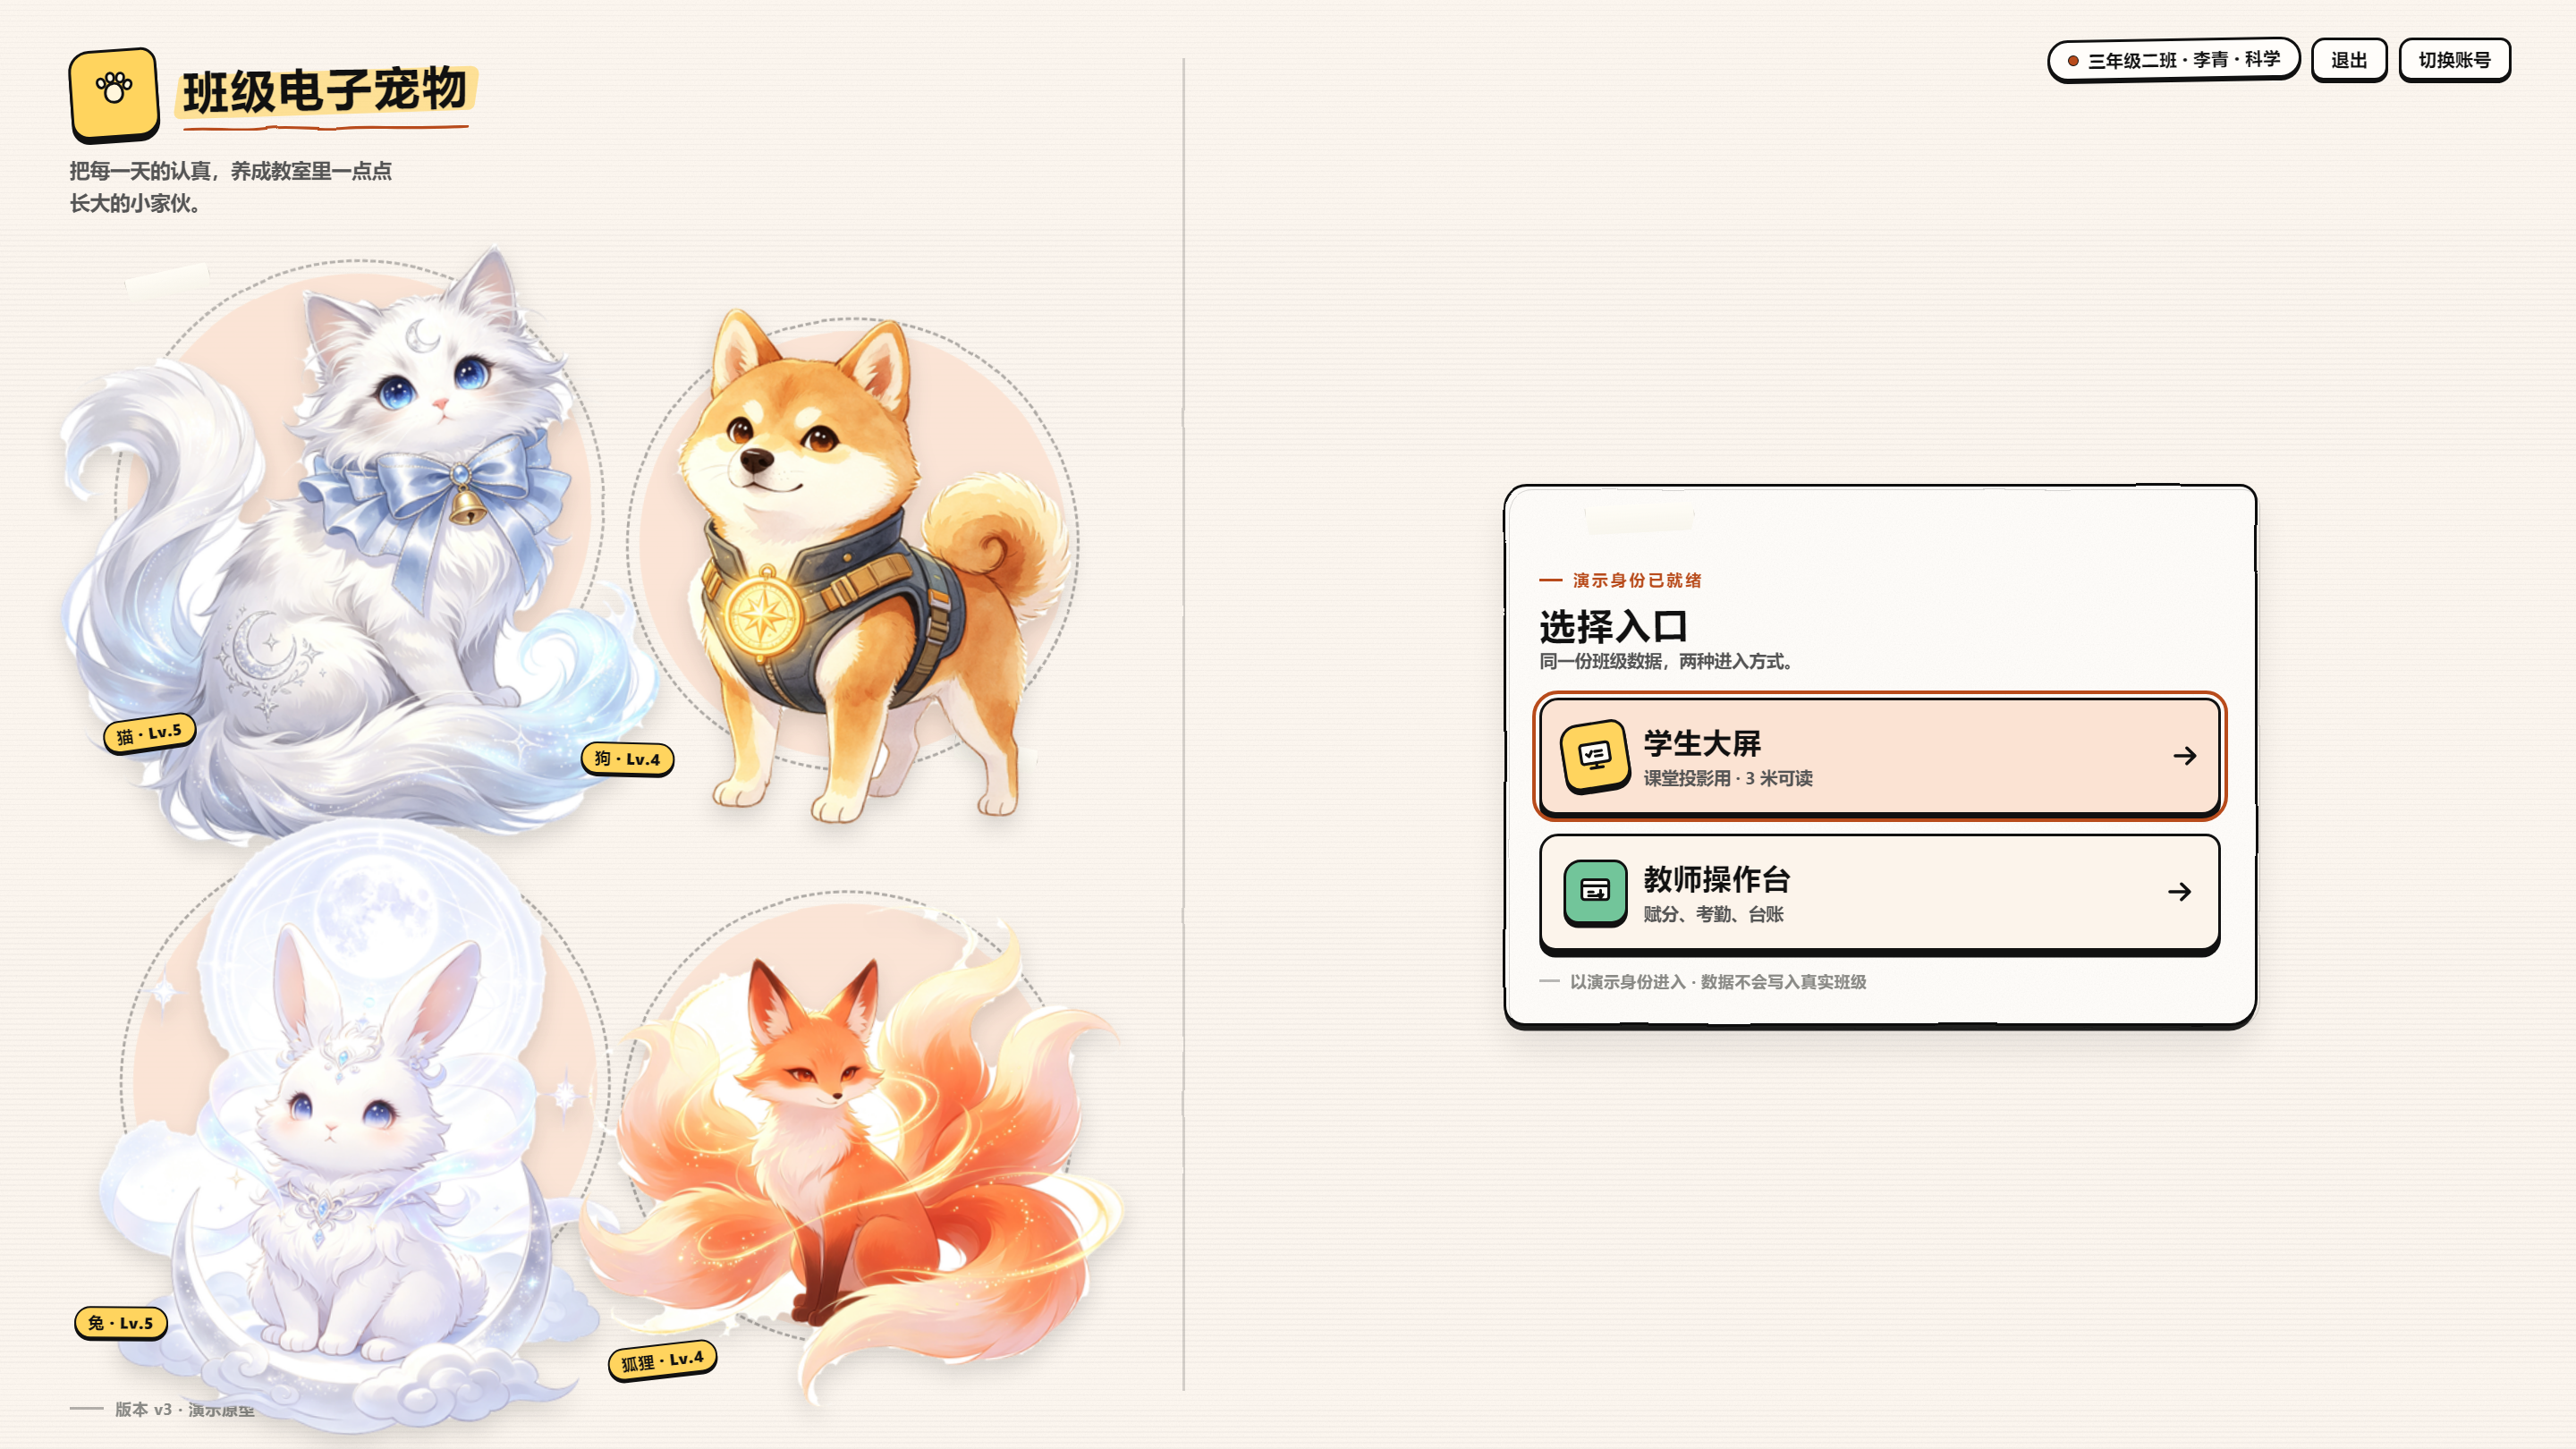 班级电子宠物
把每一天的认真，养成教室里一点点
长大的小家伙。
猫 · Lv.5
狗 · Lv.4
兔 · Lv.5
狐狸 · Lv.4
版本 v3 · 演示原型
三年级二班 · 李青 · 科学
退出
切换账号
演示身份已就绪
选择入口
同一份班级数据，两种进入方式。
学生大屏
课堂投影用 · 3 米可读
教师操作台
赋分、考勤、台账
以演示身份进入 · 数据不会写入真实班级